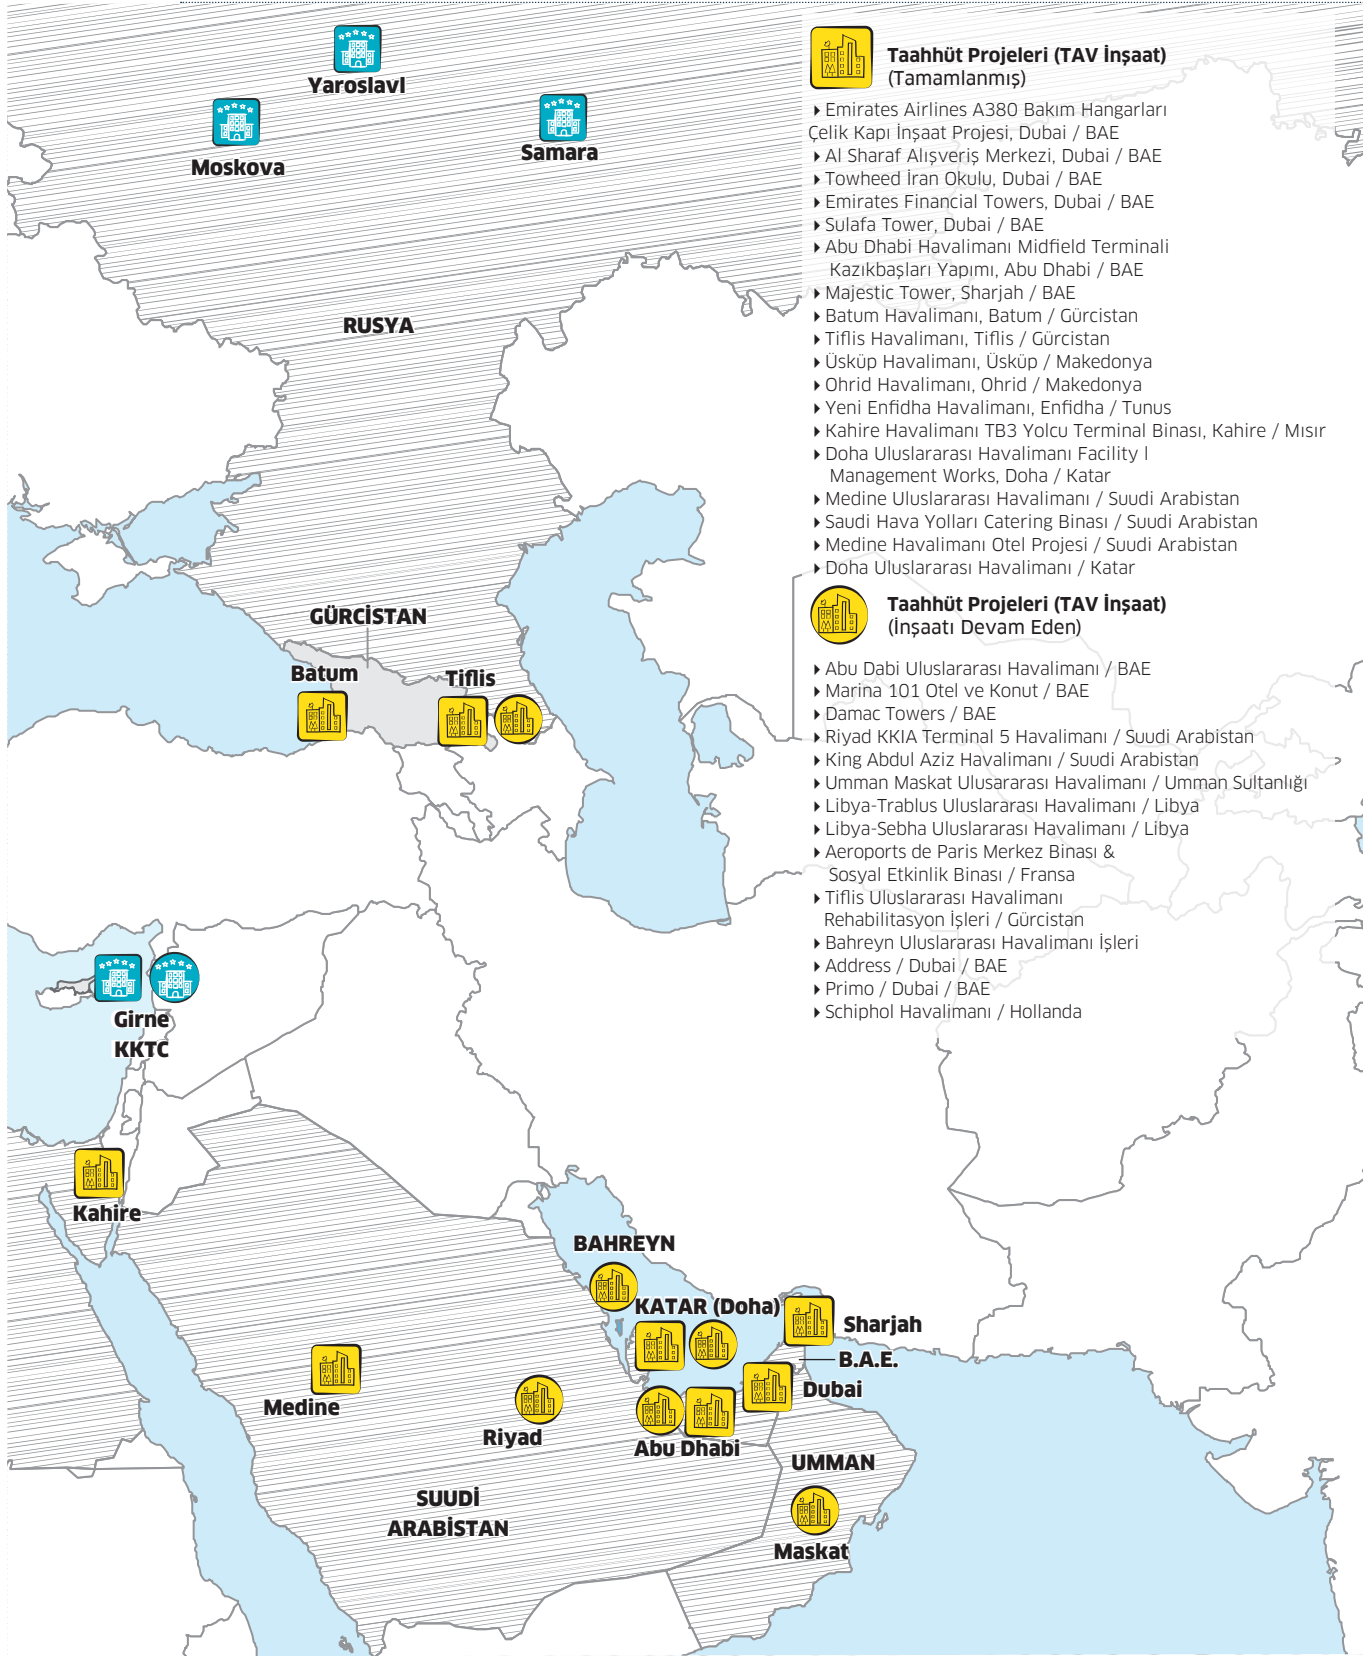 Yaroslavl
Moskova
Samara
RUSYA
GÜRCİSTAN
Batum
Tiflis
Girne
KKTC
Kahire
BAHREYN
KATAR (Doha)
Sharjah
B.A.E.
Dubai
Medine
Riyad
Abu Dhabi
UMMAN
SUUDİ
ARABİSTAN
Maskat
Taahhüt Projeleri (TAV İnşaat)
(Tamamlanmış)
Emirates Airlines A380 Bakım Hangarları
Çelik Kapı İnşaat Projesi, Dubai / BAE
Al Sharaf Alışveriş Merkezi, Dubai / BAE
Towheed İran Okulu, Dubai / BAE
Emirates Financial Towers, Dubai / BAE
Sulafa Tower, Dubai / BAE
Abu Dhabi Havalimanı Midfield Terminali
Kazıkbaşları Yapımı, Abu Dhabi / BAE
Majestic Tower, Sharjah / BAE
Batum Havalimanı, Batum / Gürcistan
Tiflis Havalimanı, Tiflis / Gürcistan
Üsküp Havalimanı, Üsküp / Makedonya
Ohrid Havalimanı, Ohrid / Makedonya
Yeni Enfidha Havalimanı, Enfidha / Tunus
Kahire Havalimanı TB3 Yolcu Terminal Binası, Kahire / Mısır
Doha Uluslararası Havalimanı Facility l
Management Works, Doha / Katar
Medine Uluslararası Havalimanı / Suudi Arabistan
Saudi Hava Yolları Catering Binası / Suudi Arabistan
Medine Havalimanı Otel Projesi / Suudi Arabistan
Doha Uluslararası Havalimanı / Katar
Taahhüt Projeleri (TAV İnşaat)
(İnşaatı Devam Eden)
Abu Dabi Uluslararası Havalimanı / BAE
Marina 101 Otel ve Konut / BAE
Damac Towers / BAE
Riyad KKIA Terminal 5 Havalimanı / Suudi Arabistan
King Abdul Aziz Havalimanı / Suudi Arabistan
Umman Maskat Ulusararası Havalimanı / Umman Sultanlığı
Libya-Trablus Uluslararası Havalimanı / Libya
Libya-Sebha Uluslararası Havalimanı / Libya
Aeroports de Paris Merkez Binası &
Sosyal Etkinlik Binası / Fransa
Tiflis Uluslararası Havalimanı
Rehabilitasyon İşleri / Gürcistan
Bahreyn Uluslararası Havalimanı İşleri
Address / Dubai / BAE
Primo / Dubai / BAE
Schiphol Havalimanı / Hollanda